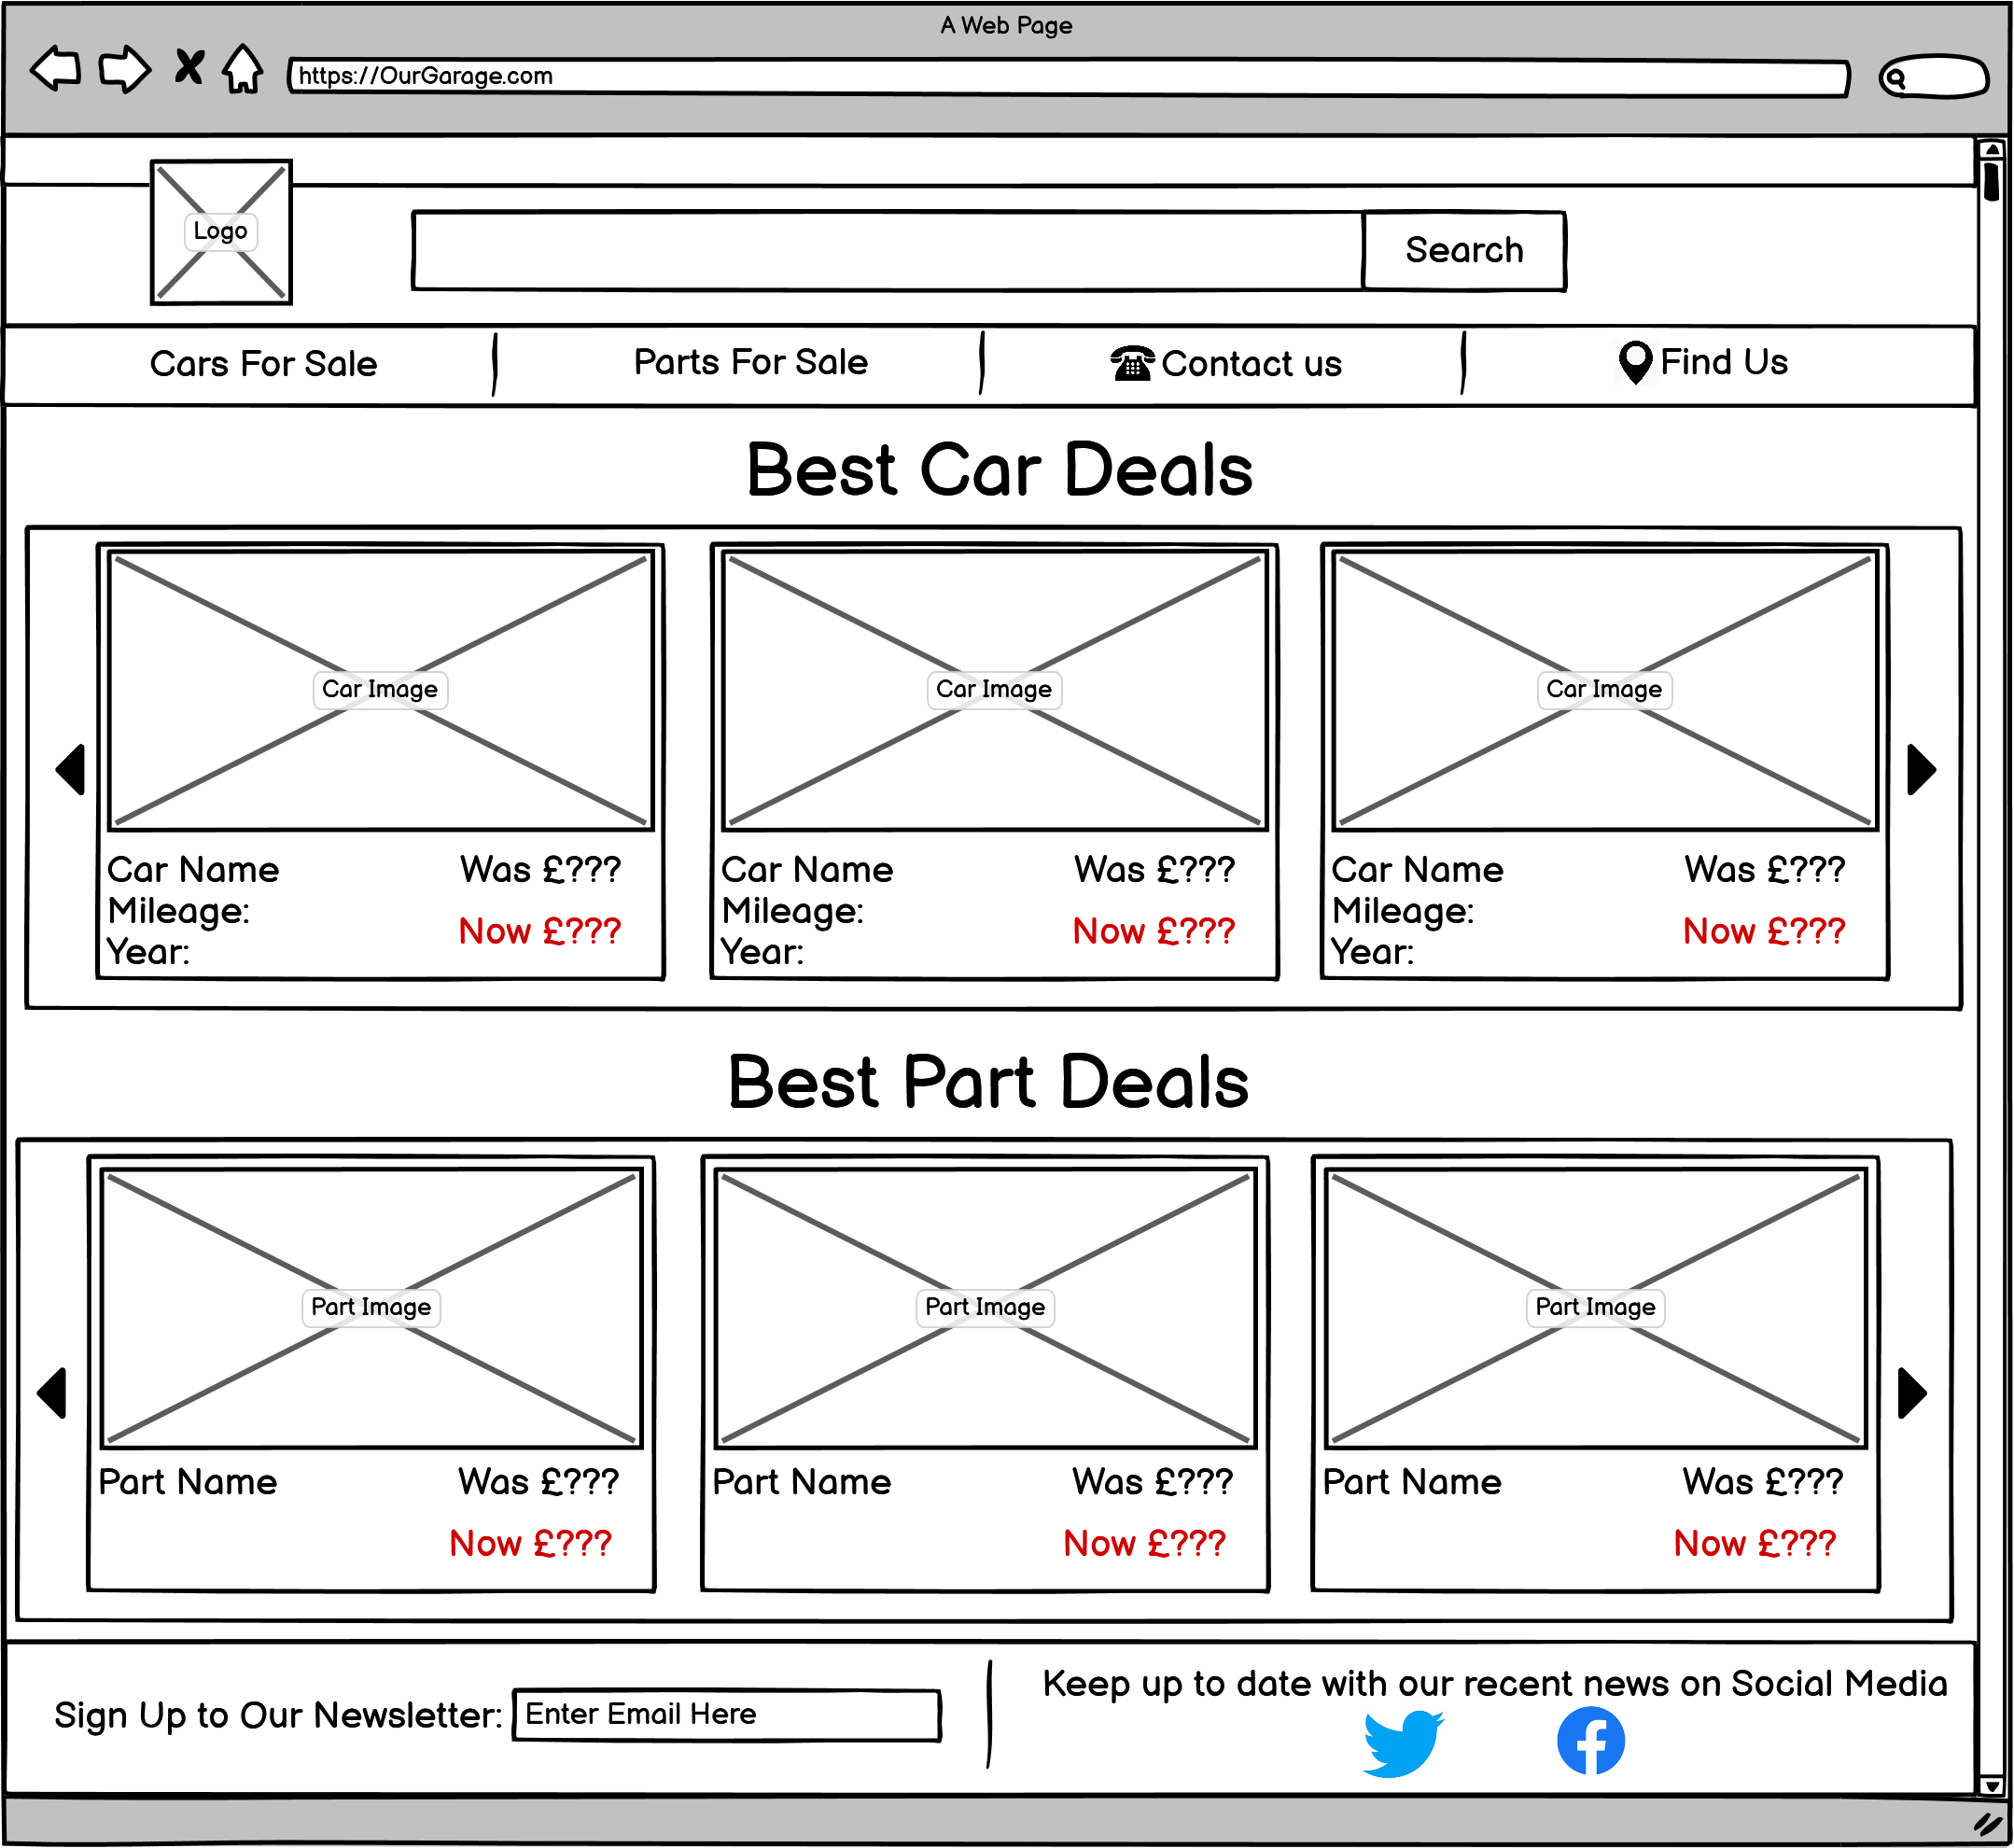 A Web Page
https://OurGarage.com
Logo
Search
Cars For Sale
Parts For Sale
Contact us
Find Us
Best Car Deals
Car Image
Car Name
Mileage:
Year:
Was £???
Now £???
Car Image
Car Name
Mileage:
Year:
Was £???
Now £???
Car Image
Car Name
Mileage:
Year:
Was £???
Now £???
Best Part Deals
Part Image
Part Name
Was £???
Now £???
Part Image
Part Name
Was £???
Now £???
Part Image
Part Name
Was £???
Now £???
Sign Up to Our Newsletter:
Enter Email Here
Keep up to date with our recent news on Social Media